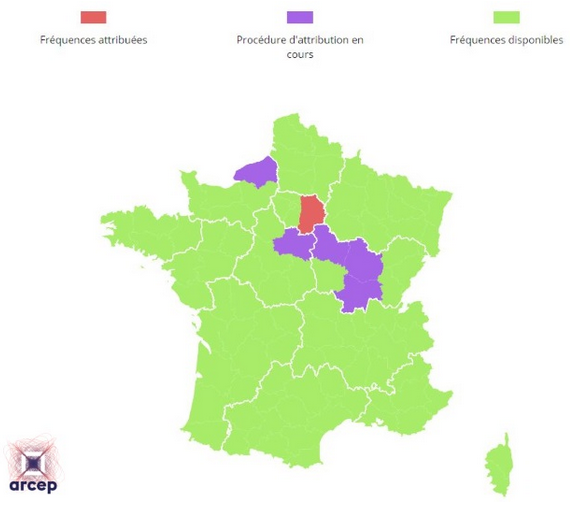 Fréquences attribuées
Procédure d'attribution en
cours
Fréquences disponibles
arcep